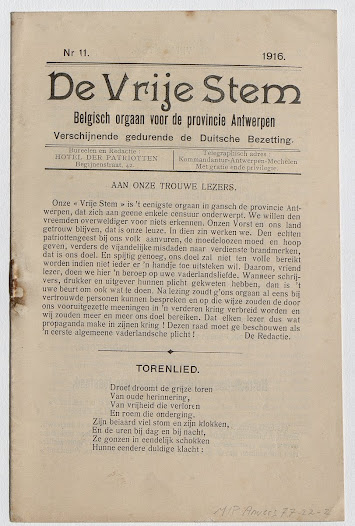 Nr 11. 1916.
De Vrije Stem
Belgisch orgaan voor de provincie Antwerpen
Verschijnende gedurende de Duitsche Bezetting.
Bureelen en Redactie :
HOTEL DER PATRIOTTEN
Begijnenstraat, 42.
Telegraphisch adres :
Kommandantur-Antwerpen-Mechelen
Met gratie ende privilegie.
AAN ONZE TROUWE LEZERS.
Onze « Vrije Stem » is 't eenigste orgaan in gansch de provincie Ant-
werpen, dat zich aan geene enkele censuur onderwerpt. We willen den
vreemden overweldiger voor niets erkennen. Onzen Vorst en ons land
getrouw blijven, dat is onze leuze. In dien zin werken we. Den echten
patriottengeest bij ons volk aanvuren, de moedeloozen moed en hoop
geven, verders de vijandelijke misdaden naar verdienste brandmerken,
dat is ons doel. En spijtig genoeg, ons doel zal niet ten volle bereikt
worden indien niet ieder er 'n handje toe uitsteken wil. Daarom, vriend
lezer, doen we hier 'n beroep op uwe vaderlandsliefde. Wanneer schrij-
vers, drukker en uitgever hunnen plicht gekweten hebben, dan is 't
uwe beurt om ook wat te doen. Na lezing zoudt g'ons orgaan al eens bij
vertrouwde personen kunnen bespreken en op die wijze zouden de door
ons vooruitgezette meeningen in 'n verderen kring verbreid worden en
wij zouden meer en meer ons doel bereiken. Dat elken lezer dus wat
propaganda make in zijnen kring ! Dezen raad moet ge beschouwen als
'n eerste algemeene vaderlandsche plicht ! De Redactie.
TORENLIED.
Droef droomt de grijze toren
Van oude herinnering,
Van vrijheid die verloren
En roem die onderging.
Zijn beiaard viel stom en zijn klokken,
En de uren bij dag en bij nacht,
Ze gonzen in eendelijk schokken
Hunne eendere duldige klacht :